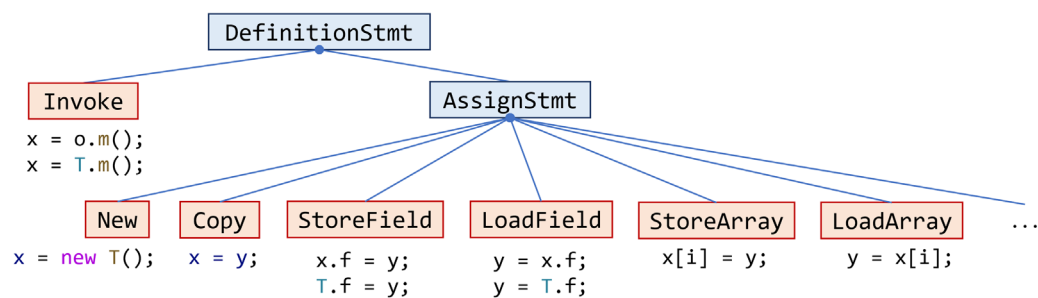 DefinitionStmt
Invoke
AssignStmt
x = o.m();
x = T.m();
New
Copy
StoreField
LoadField
StoreArray
LoadArray
...
x = new T();
x = y;
x.f = y;
T.f = y;
y = x.f;
y = T.f;
x[i] = y;
y = x[i];